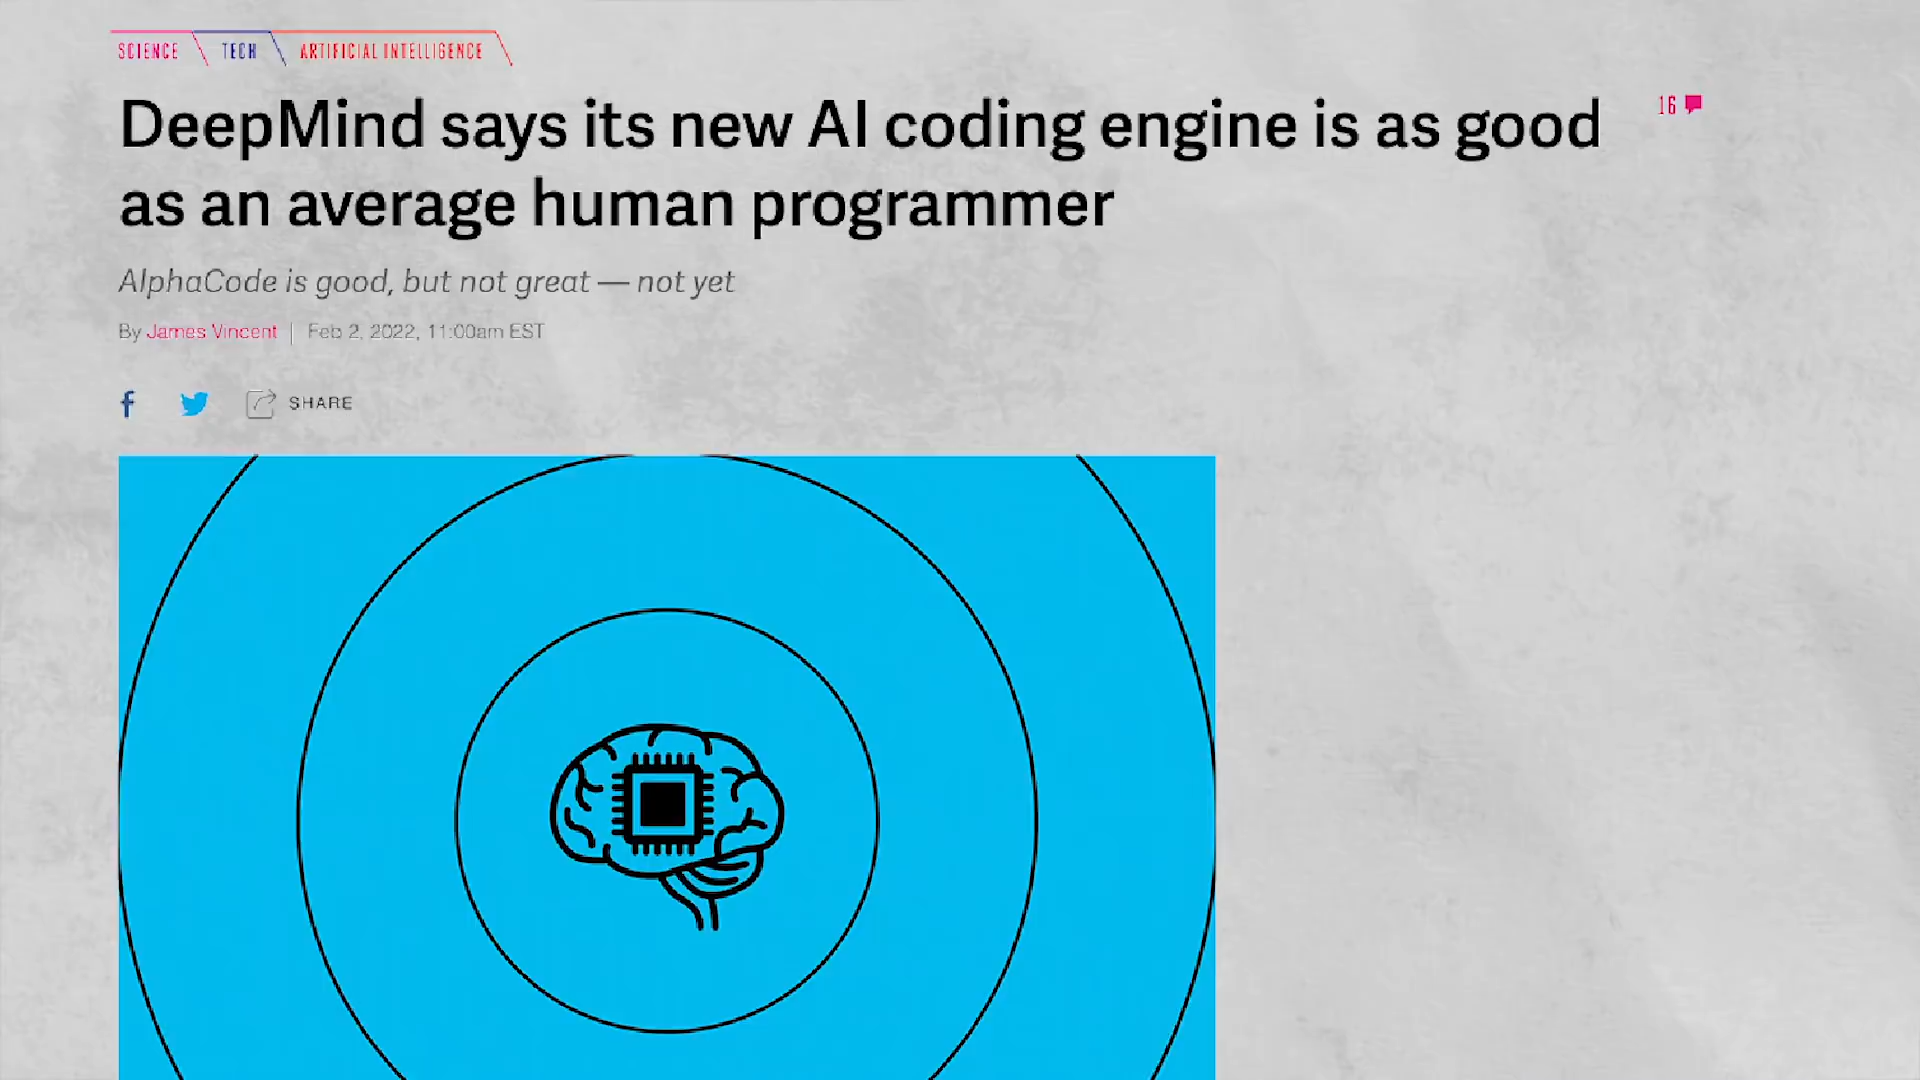 SCIENCE TECH ARTIFICIAL INTELLIGENCE
DeepMind says its new AI coding engine is as good
as an average human programmer
16
AlphaCode is good, but not great — not yet
By James Vincent | Feb 2, 2022, 11:00am EST
f SHARE